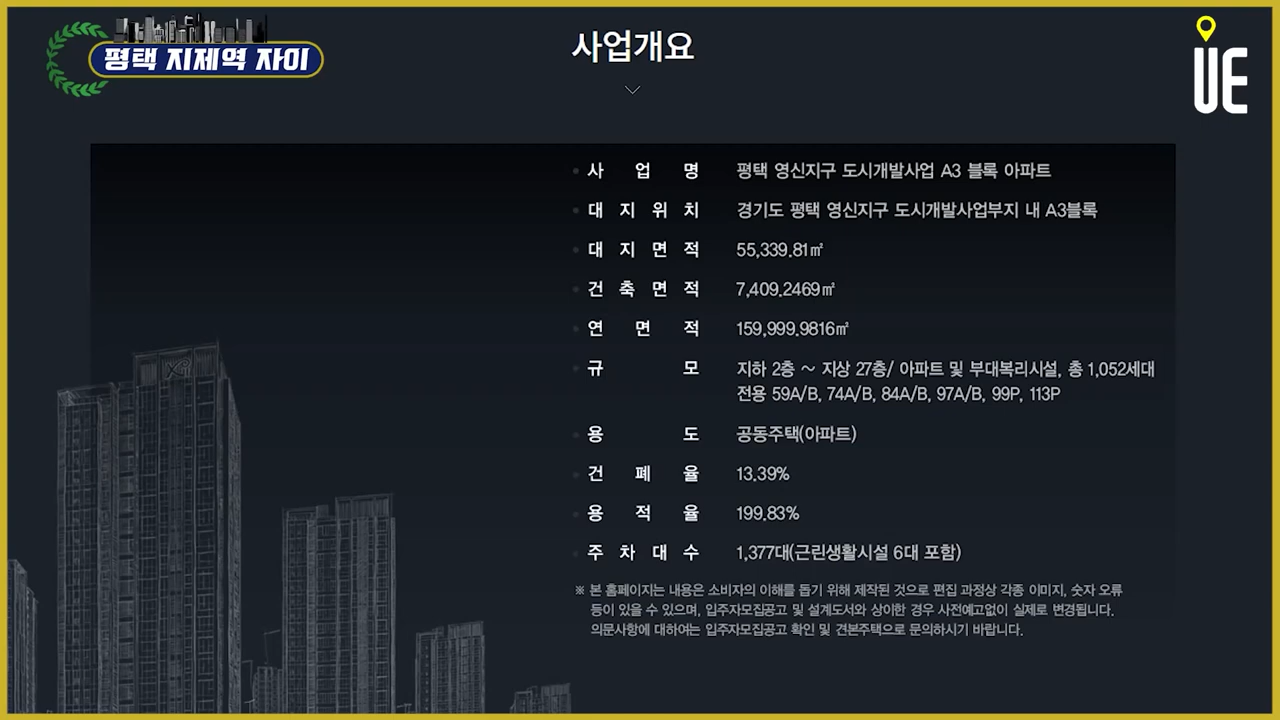 평택 지제역 자이
사업개요
UE
사업명 평택 영신지구 도시개발사업 A3 블록 아파트
대지위치 경기도 평택 영신지구 도시개발사업부지 내 A3블록
대지면적 55,339.81㎡
건축면적 7,409.2469㎡
연면적 159,999.9816㎡
규모 지하 2층 ~ 지상 27층/ 아파트 및 부대복리시설, 총 1,052세대
전용 59A/B, 74A/B, 84A/B, 97A/B, 99P, 113P
용도 공동주택(아파트)
건폐율 13.39%
용적율 199.83%
주차대수 1,377대(근린생활시설 6대 포함)
※ 본 홈페이지는 내용은 소비자의 이해를 돕기 위해 제작된 것으로 편집 과정상 각종 이미지, 숫자 오류
등이 있을 수 있으며, 입주자모집공고 및 설계도서와 상이한 경우 사전예고없이 실제로 변경됩니다.
의문사항에 대하여는 입주자모집공고 확인 및 견본주택으로 문의하시기 바랍니다.
Xi